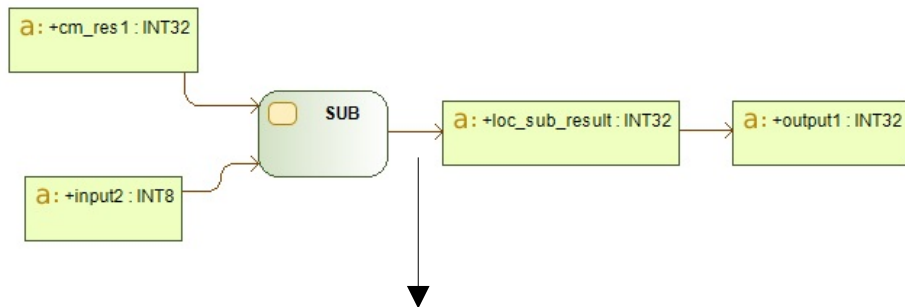 a: +cm_res1 : INT32
SUB
a: +loc_sub_result : INT32
a: +output1 : INT32
a: +input2 : INT8